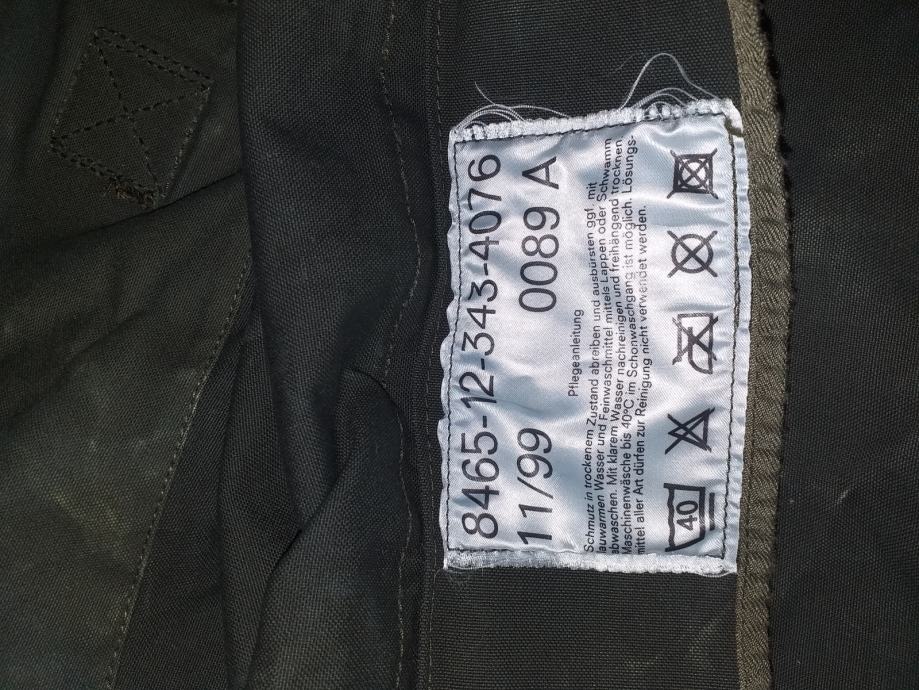 8465-12-343-4076
11/99 0089 A
Pflegeanleitung
Schmutz in trockenem Zustand abreiben und ausbürsten ggf. mit
lauwarmen Wasser und Feinwaschmittel mittels Lappen oder Schwamm
abwaschen. Mit klarem Wasser nachreinigen und freihängend trocknen.
Maschinenwäsche bis 40°C im Schonwaschgang ist möglich. Lösungs-
mittel aller Art dürfen zur Reinigung nicht verwendet werden.
40